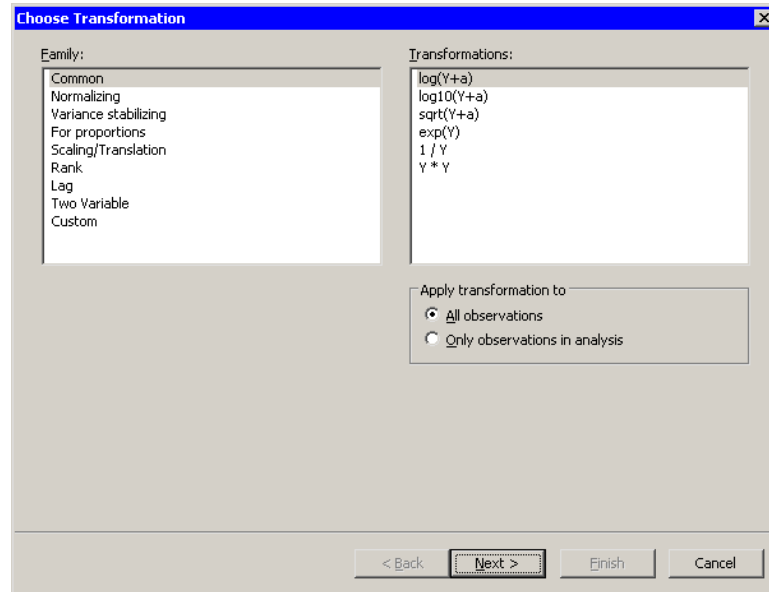 Choose Transformation
Family:
Common
Normalizing
Variance stabilizing
For proportions
Scaling/Translation
Rank
Lag
Two Variable
Custom
Transformations:
log(Y+a)
log10(Y+a)
sqrt(Y+a)
exp(Y)
1 / Y
Y * Y
Apply transformation to
All observations
Only observations in analysis
< Back
Next >
Finish
Cancel